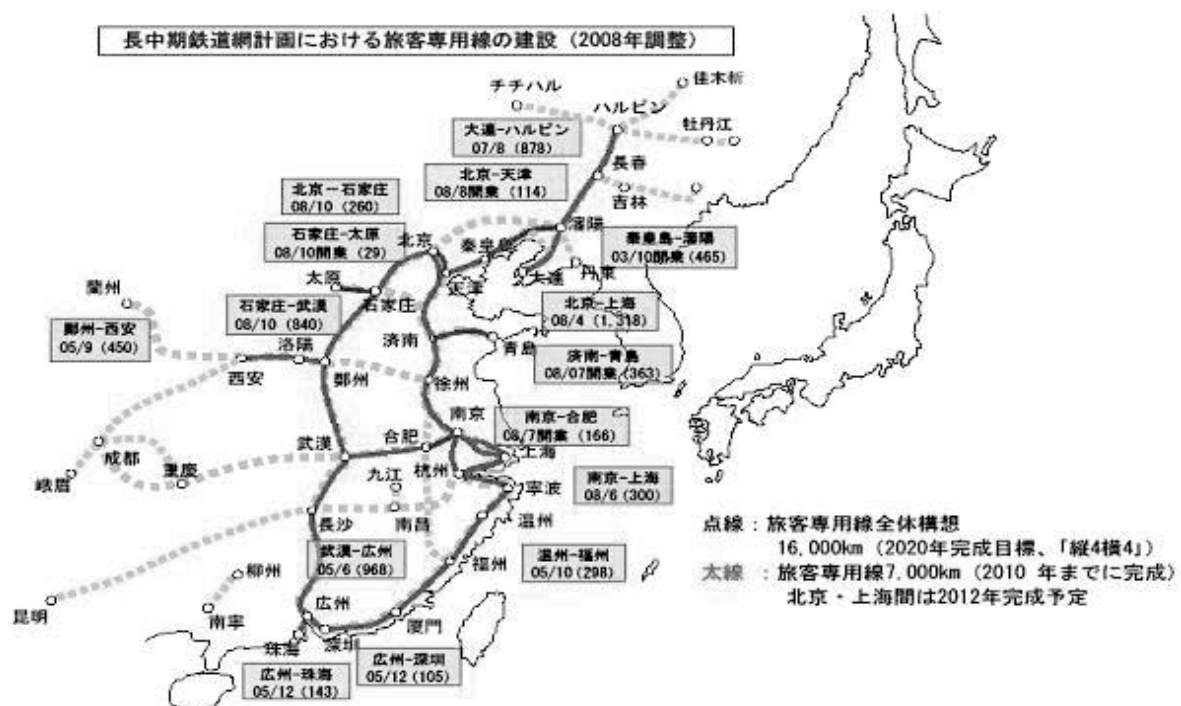 長中期鉄道網計画における旅客専用線の建設（2008年調整）
佳木斯
チチハル
ハルビン
牡丹江
大連−ハルビン
07/8（878）
長春
北京−天津
08/8開業（114）
吉林
北京−石家庄
08/10（260）
瀋陽
石家庄−太原
08/10開業（29）
北京
秦皇島
秦皇島−瀋陽
03/10開業（465）
太原
天津
大連
丹東
蘭州
石家庄
石家庄−武漢
08/10（840）
北京−上海
08/4（1,318）
鄭州−西安
05/9（450）
洛陽
済南
青島
済南−青島
08/07開業（363）
西安
鄭州
徐州
南京
南京−合肥
08/7開業（166）
武漢
合肥
上海
成都
重慶
九江
杭州
峨眉
寧波
南京−上海
08/6（300）
長沙
南昌
温州
点線：旅客専用線全体構想
16,000km（2020年完成目標、「縦4横4」）
武漢−広州
05/6（968）
福州
温州−福州
05/10（298）
太線：旅客専用線7,000km（2010 年までに完成）
北京・上海間は2012年完成予定
柳州
昆明
南寧
広州
厦門
珠海
深圳
広州−珠海
05/12（143）
広州−深圳
05/12（105）